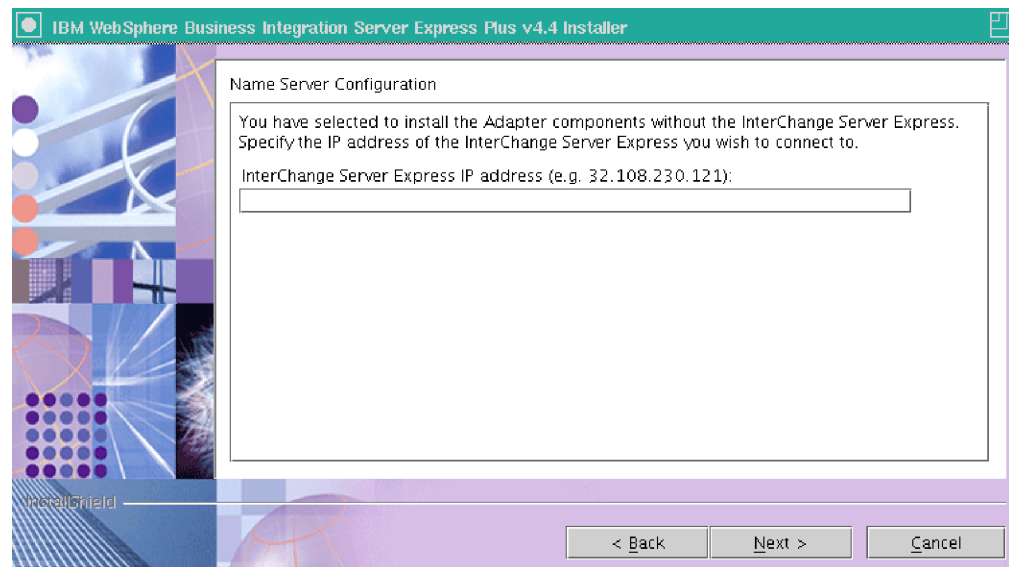 IBM WebSphere Business Integration Server Express Plus v4.4 Installer
Name Server Configuration
You have selected to install the Adapter components without the InterChange Server Express.
Specify the IP address of the InterChange Server Express you wish to connect to.
InterChange Server Express IP address (e.g. 32.108.230.121):
InstallShield
< Back Next > Cancel